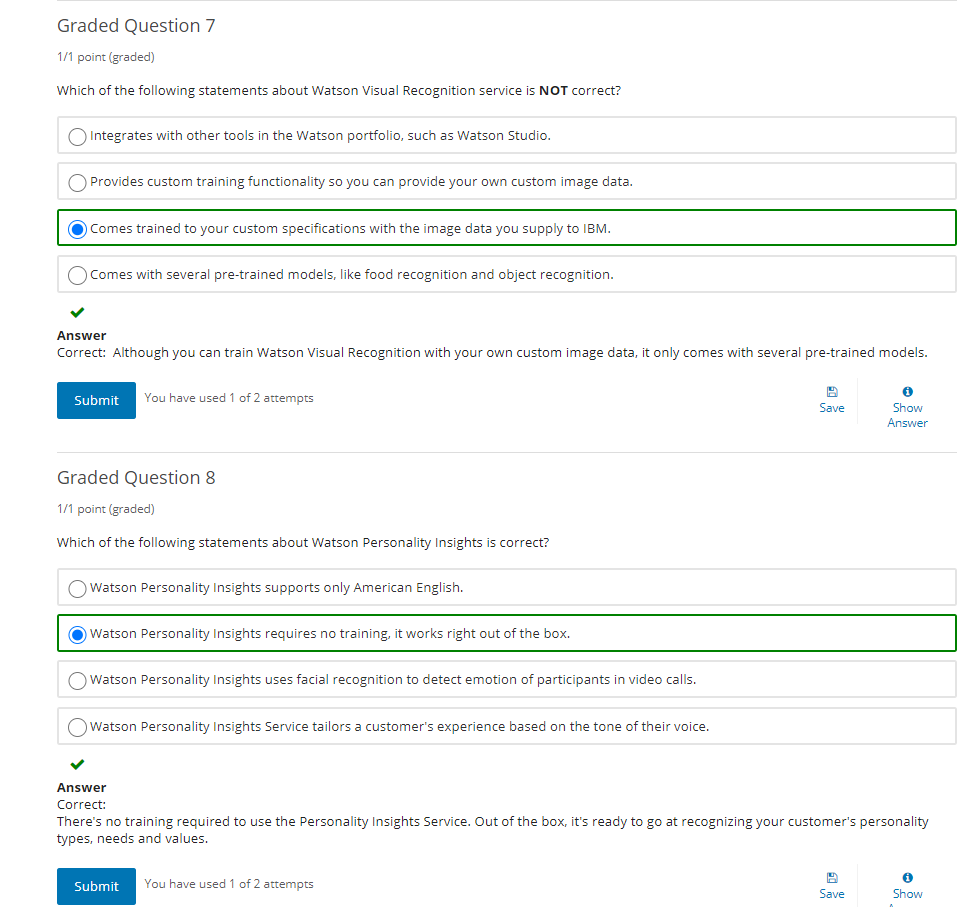 Graded Question 7
1/1 point (graded)
Which of the following statements about Watson Visual Recognition service is NOT correct?
Integrates with other tools in the Watson portfolio, such as Watson Studio.
Provides custom training functionality so you can provide your own custom image data.
Comes trained to your custom specifications with the image data you supply to IBM.
Comes with several pre-trained models, like food recognition and object recognition.
Answer
Correct:  Although you can train Watson Visual Recognition with your own custom image data, it only comes with several pre-trained models.
Submit
You have used 1 of 2 attempts
Save
Show
Answer
Graded Question 8
1/1 point (graded)
Which of the following statements about Watson Personality Insights is correct?
Watson Personality Insights supports only American English.
Watson Personality Insights requires no training, it works right out of the box.
Watson Personality Insights uses facial recognition to detect emotion of participants in video calls.
Watson Personality Insights Service tailors a customer's experience based on the tone of their voice.
Answer
Correct:
There's no training required to use the Personality Insights Service. Out of the box, it's ready to go at recognizing your customer's personality
types, needs and values.
Submit
You have used 1 of 2 attempts
Save
Show